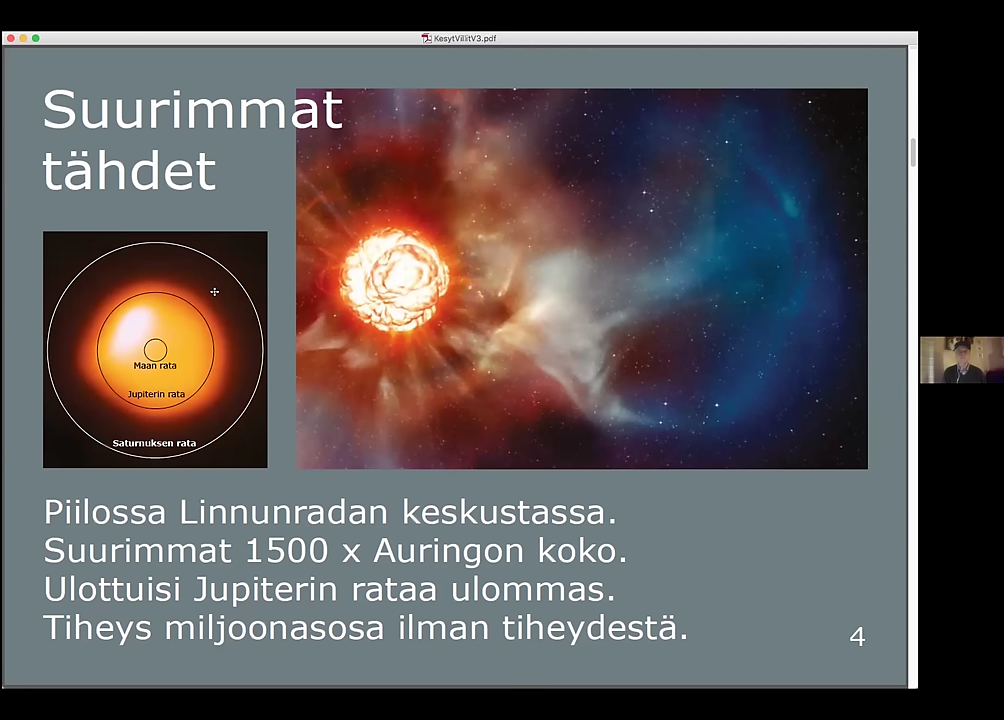 KesytVillitV3.pdf
Suurimmat
tähdet
Maan rata
Jupiterin rata
Saturnuksen rata
Piilossa Linnunradan keskustassa.
Suurimmat 1500 x Auringon koko.
Ulottuisi Jupiterin rataa ulommas.
Tiheys miljoonasosa ilman tiheydestä.
4